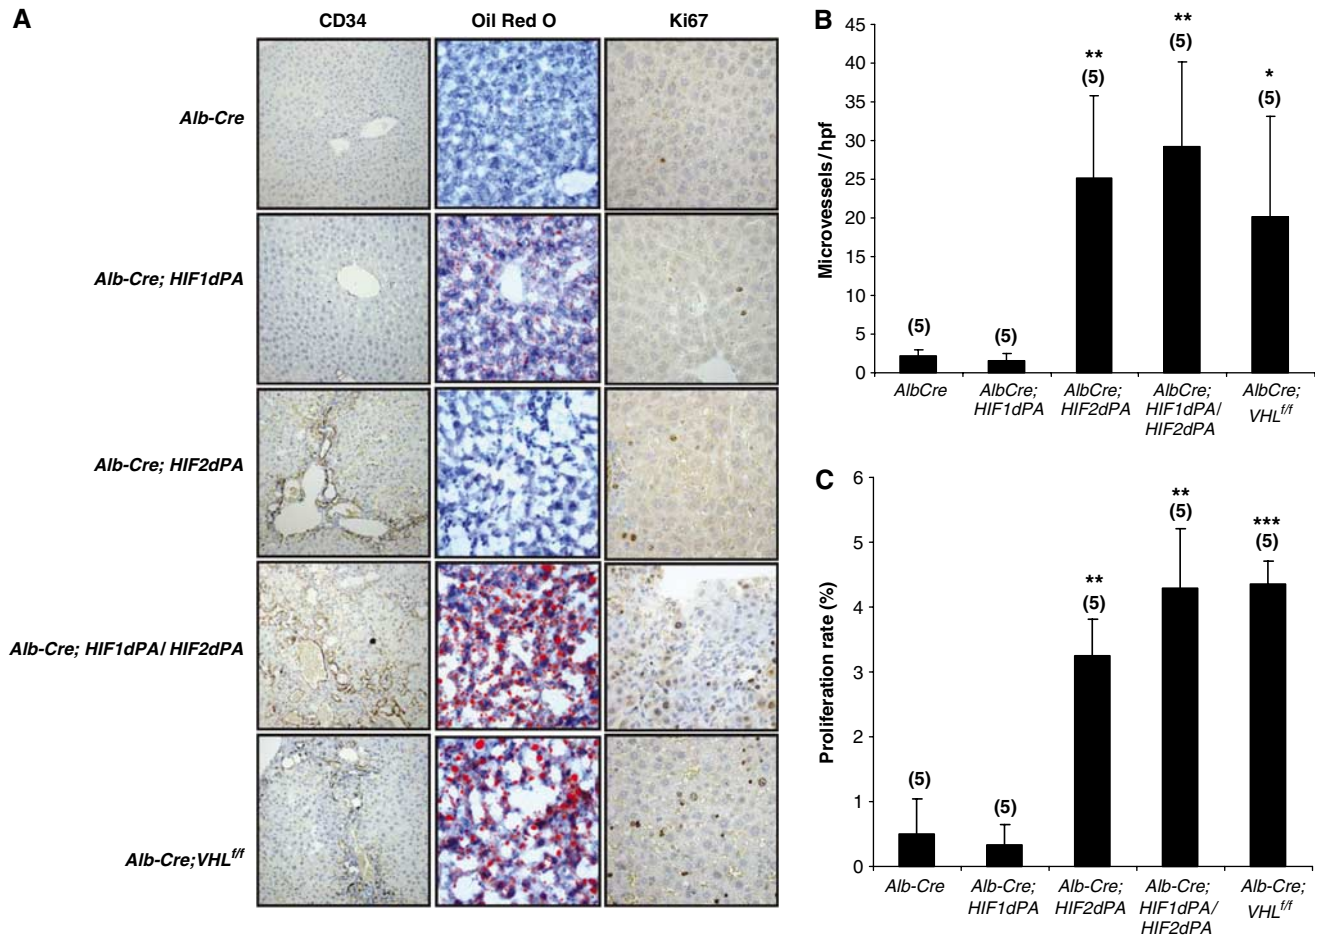 A
CD34 Oil Red O Ki67
Alb-Cre
Alb-Cre; HIF1dPA
Alb-Cre; HIF2dPA
Alb-Cre; HIF1dPA/ HIF2dPA
Alb-Cre;VHLf/f
B
Microvessels/hpf
45
40
35
30
25
20
15
10
5
0
(5)
(5)
**
(5)
**
(5)
*
(5)
AlbCre
AlbCre;
HIF1dPA
AlbCre;
HIF2dPA
AlbCre;
HIF1dPA/
HIF2dPA
AlbCre;
VHLf/f
C
Proliferation rate (%)
6
5
4
3
2
1
0
(5)
(5)
**
(5)
**
(5)
***
(5)
Alb-Cre
Alb-Cre;
HIF1dPA
Alb-Cre;
HIF2dPA
Alb-Cre;
HIF1dPA/
HIF2dPA
Alb-Cre;
VHLf/f